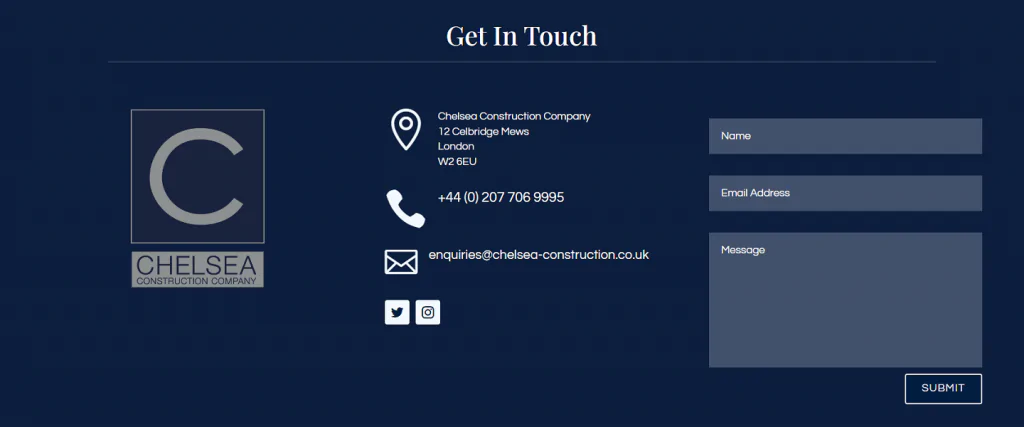 Get In Touch
C
CHELSEA
CONSTRUCTION COMPANY
Chelsea Construction Company
12 Celbridge Mews
London
W2 6EU
+44 (0) 207 706 9995
enquiries@chelsea-construction.co.uk
Name
Email Address
Message
SUBMIT